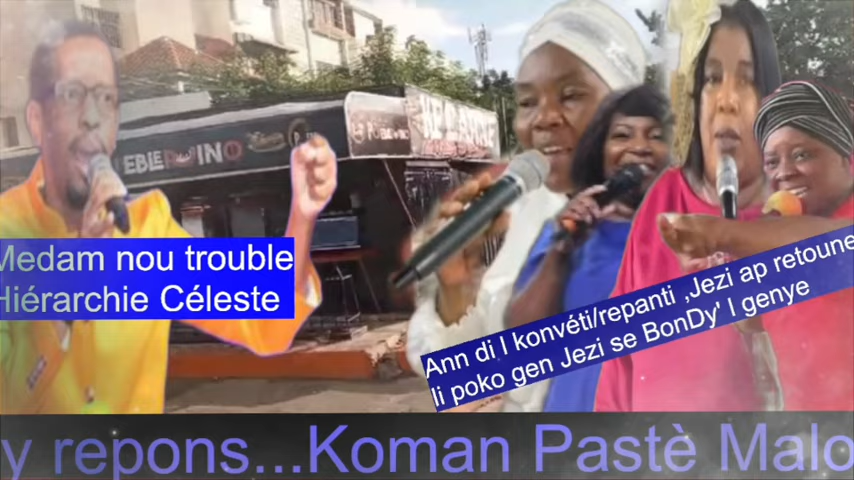 EBLEPOINO
Medam nou trouble
Hiérarchie Céleste
Ann di l konvéti/repanti ,Jezi ap retoune
li poko gen Jezi se BonDy' l genye
y repons...Koman Pastè Malo